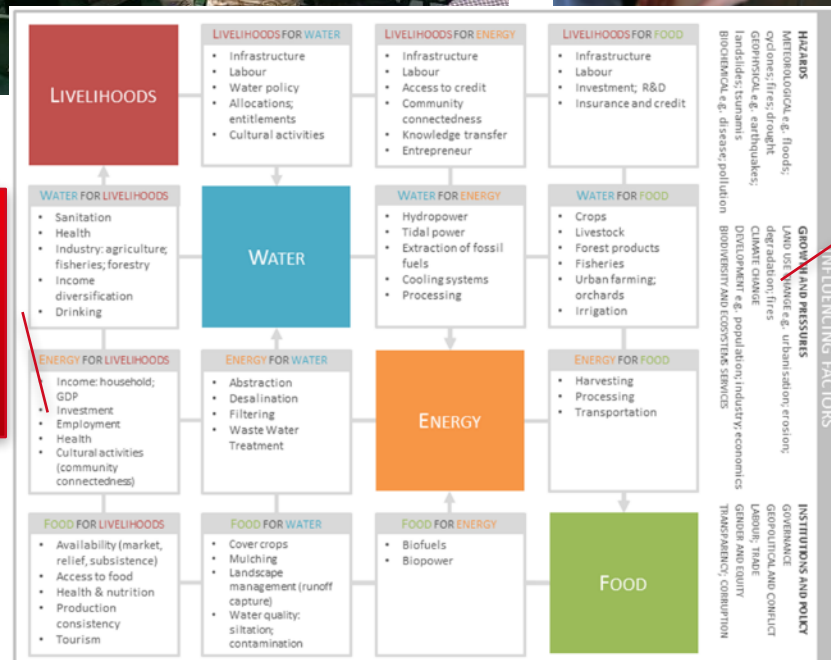 LIVELIHOODS
LIVELIHOODS FOR WATER
• Infrastructure
• Labour
• Water policy
• Allocations;
entitlements
• Cultural activities
LIVELIHOODS FOR ENERGY
• Infrastructure
• Labour
• Access to credit
• Community
connectedness
• Knowledge transfer
• Entrepreneur
LIVELIHOODS FOR FOOD
• Infrastructure
• Labour
• Investment; R&D
• Insurance and credit
WATER FOR LIVELIHOODS
• Sanitation
• Health
• Industry: agriculture;
fisheries; forestry
• Income
diversification
• Drinking
WATER
WATER FOR ENERGY
• Hydropower
• Tidal power
• Extraction of fossil
fuels
• Cooling systems
• Processing
WATER FOR FOOD
• Crops
• Livestock
• Forest products
• Fisheries
• Urban farming;
orchards
• Irrigation
ENERGY FOR LIVELIHOODS
• Income: household;
GDP
• Investment
• Employment
• Health
• Cultural activities
(community
connectedness)
ENERGY FOR WATER
• Abstraction
• Desalination
• Filtering
• Waste Water
Treatment
ENERGY
ENERGY FOR FOOD
• Harvesting
• Processing
• Transportation
FOOD FOR LIVELIHOODS
• Availability (market,
relief, subsistence)
• Access to food
• Health & nutrition
• Production
consistency
• Tourism
FOOD FOR WATER
• Cover crops
• Mulching
• Landscape
management (runoff
capture)
• Water quality:
siltation;
contamination
FOOD FOR ENERGY
• Biofuels
• Biopower
FOOD
HAZARDS
METEOROLOGICAL e.g. floods;
cyclones; fires; drought
GEOPHYSICAL e.g. earthquakes;
landslides; tsunamis
BIOCHEMICAL e.g. disease; pollution
GROWTH AND PRESSURES
LAND USE CHANGE e.g. urbanisation; erosion;
degradation; fires
CLIMATE CHANGE
DEVELOPMENT e.g. population; industry; economics
BIODIVERSITY AND ECOSYSTEMS SERVICES
INSTITUTIONS AND POLICY
GOVERNANCE
GEOPOLITICAL AND CONFLICT
LABOUR; TRADE
GENDER AND EQUITY
TRANSPARENCY; CORRUPTION
INFLUENCING FACTORS